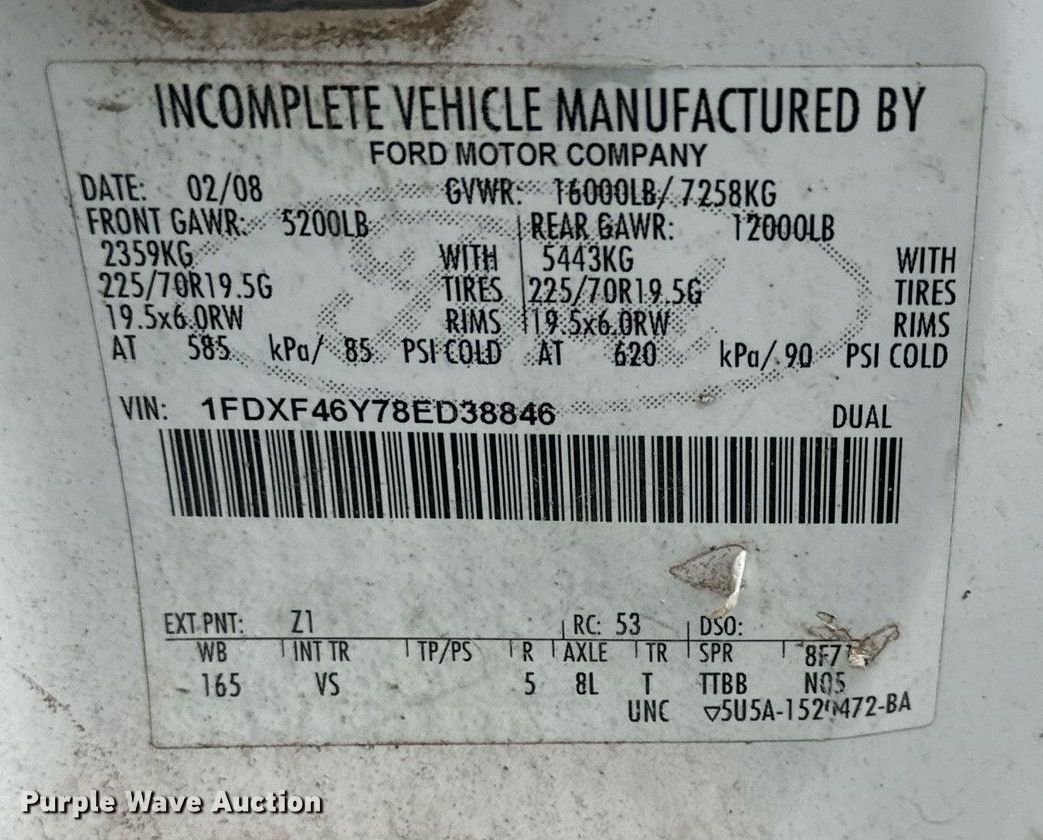 INCOMPLETE VEHICLE MANUFACTURED BY
FORD MOTOR COMPANY
DATE: 02/08 GVWR: 16000LB/ 7258KG
FRONT GAWR: 5200LB REAR GAWR: 12000LB
2359KG WITH 5443KG WITH
225/70R19.5G TIRES 225/70R19.5G TIRES
19.5x6.0RW RIMS 19.5x6.0RW RIMS
AT 585 kPa/ 85 PSI COLD AT 620 kPa/ 90 PSI COLD
VIN: 1FDXF46Y78ED38846 DUAL
EXT PNT: Z1 RC: 53 DSO:
WB INT TR TP/PS R AXLE TR SPR 8F7
165 VS 5 8L T TTBB N05
UNC ▽5U5A-1520472-BA
Purple Wave Auction